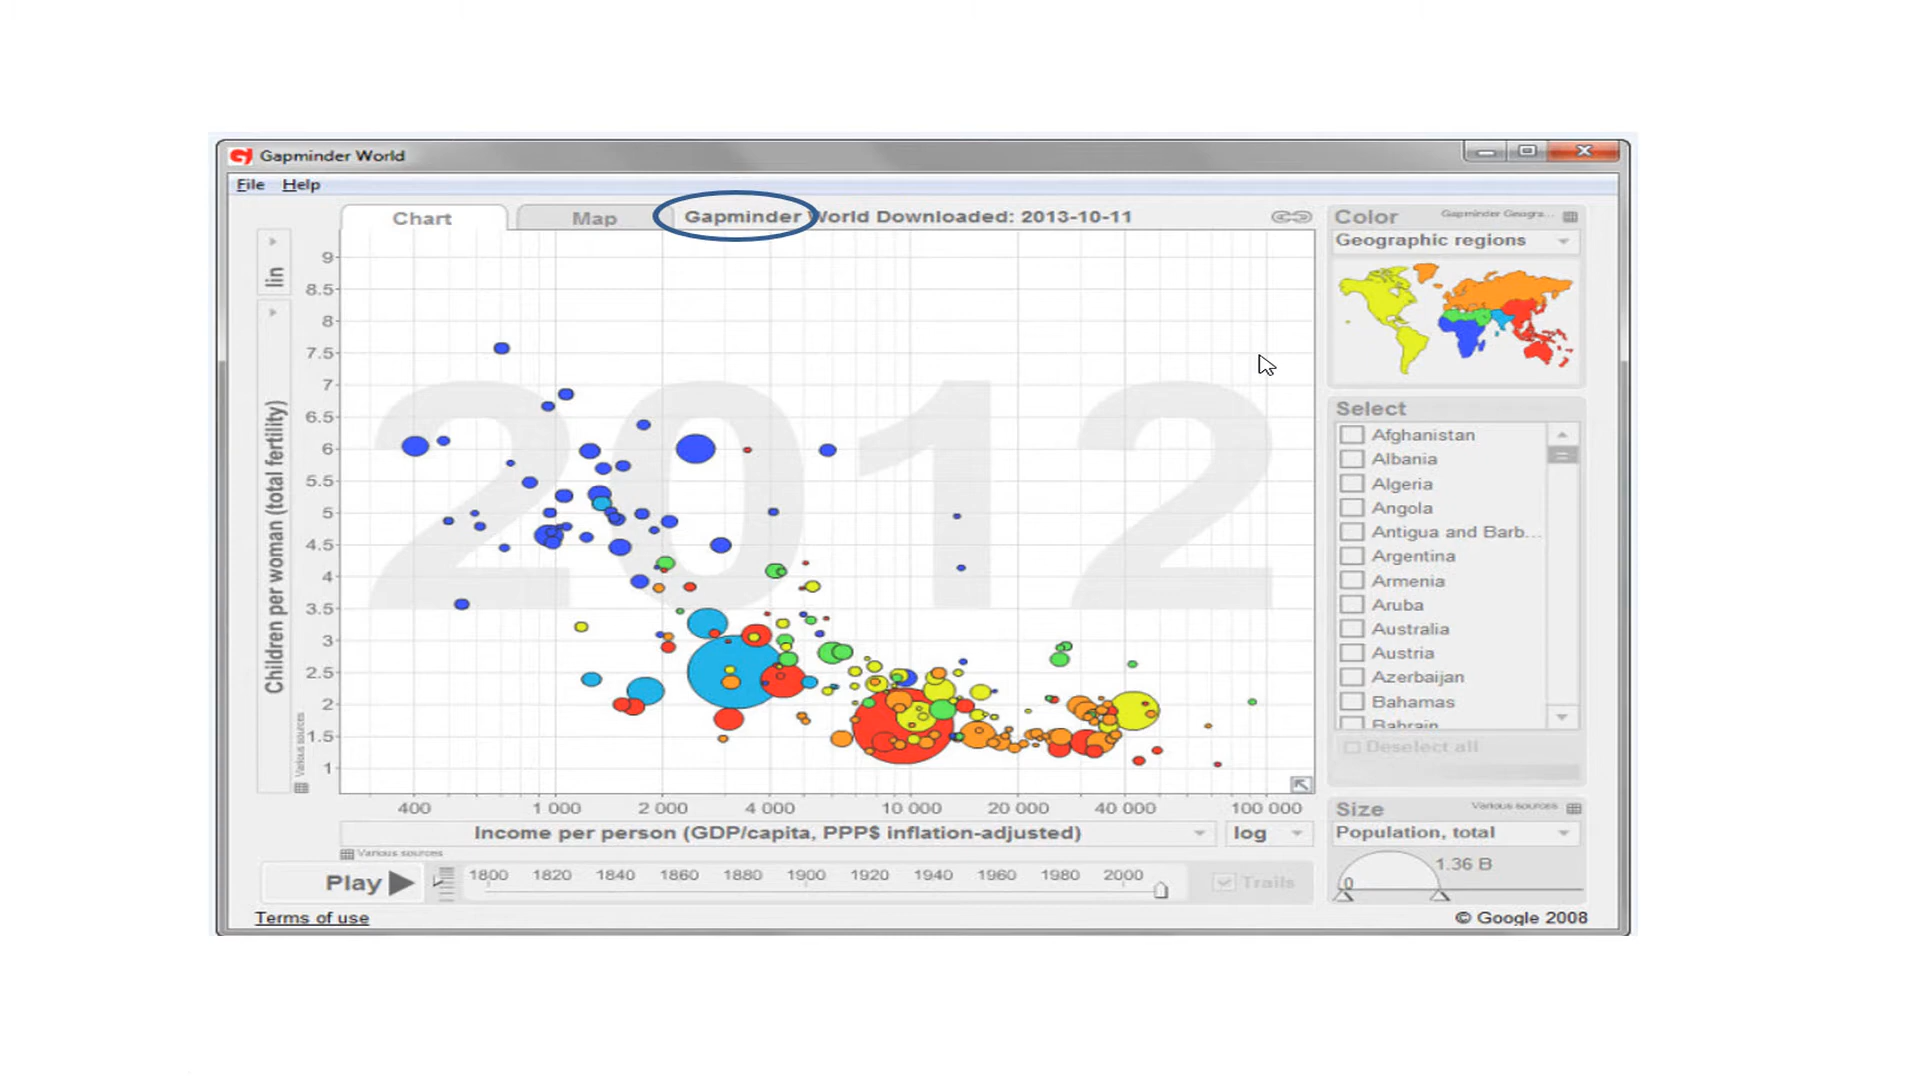 Gapminder World
File Help
Chart Map Gapminder World Downloaded: 2013-10-11
Color Gapminder Geogra...
Geographic regions
lin
Children per woman (total fertility)
Various sources
9
8.5
8
7.5
7
6.5
6
5.5
5
4.5
4
3.5
3
2.5
2
1.5
1
2012
400 1 000 2 000 4 000 10 000 20 000 40 000 100 000
Income per person (GDP/capita, PPP$ inflation-adjusted) log
Various sources
Play 1800 1820 1840 1860 1880 1900 1920 1940 1960 1980 2000 Trails
Terms of use
Select
Afghanistan
Albania
Algeria
Angola
Antigua and Barb...
Argentina
Armenia
Aruba
Australia
Austria
Azerbaijan
Bahamas
Bahrain
Deselect all
Size Various sources
Population, total
1.36 B
0
© Google 2008